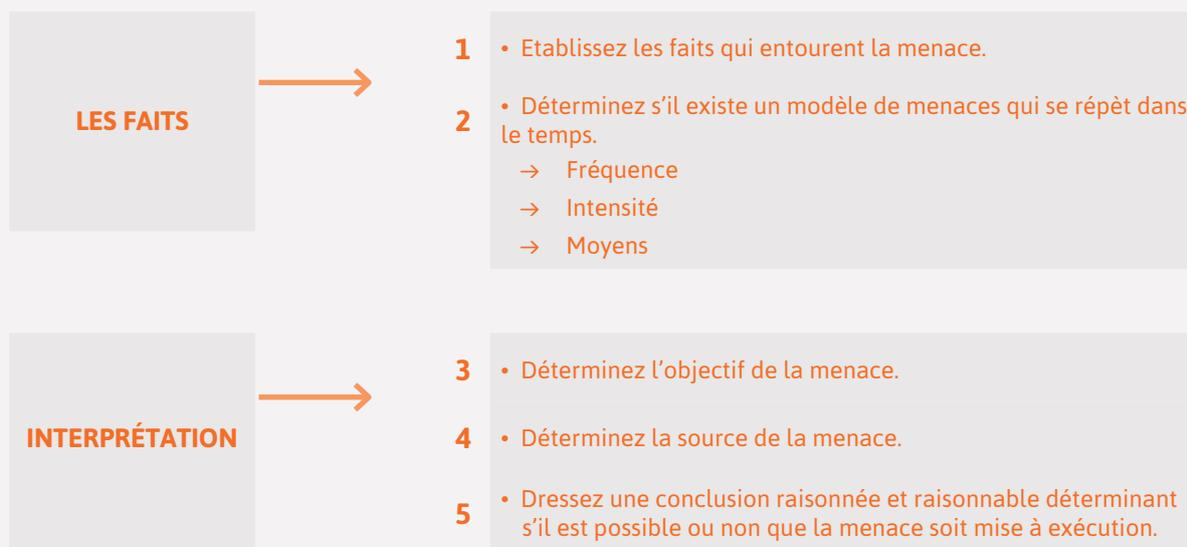 LES FAITS
1 • Etablissez les faits qui entourent la menace.
2 • Déterminez s’il existe un modèle de menaces qui se répèt dans
le temps.
→ Fréquence
→ Intensité
→ Moyens
INTERPRÉTATION
3 • Déterminez l’objectif de la menace.
4 • Déterminez la source de la menace.
5 • Dressez une conclusion raisonnée et raisonnable déterminant
s’il est possible ou non que la menace soit mise à exécution.